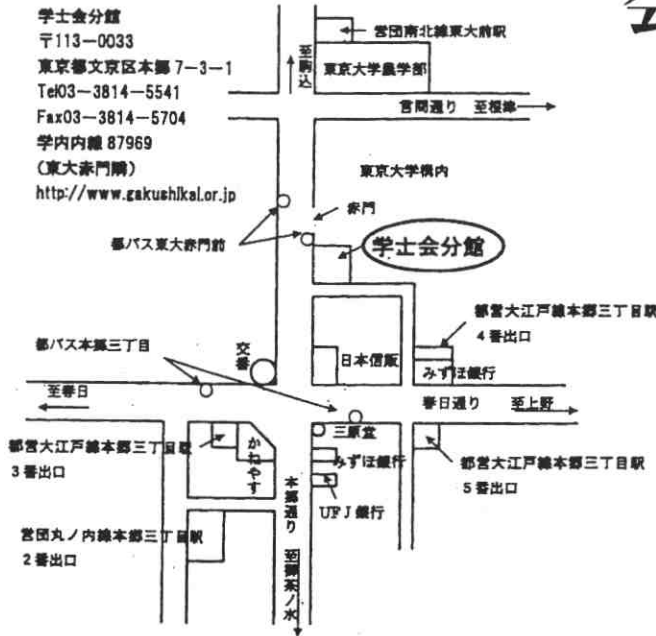 学士会分館
〒113-0033
東京都文京区本郷7-3-1
Tel03-3814-5541
Fax03-3814-5704
学内内線 87969
(東大赤門隣)
http://www.gakushikai.or.jp
営団南北線東大前駅
至駒込
東京大学農学部
言問通り 至根津
東京大学構内
赤門
都バス東大赤門前
学士会分館
都営大江戸線本郷三丁目駅
4番出口
都バス本郷三丁目
交番
日本信販
みずほ銀行
至春日
春日通り 至上野
三原堂
都営大江戸線本郷三丁目駅
3番出口
かねやす
みずほ銀行
都営大江戸線本郷三丁目駅
5番出口
UFJ銀行
本郷通り 至御茶ノ水
営団丸ノ内線本郷三丁目駅
2番出口